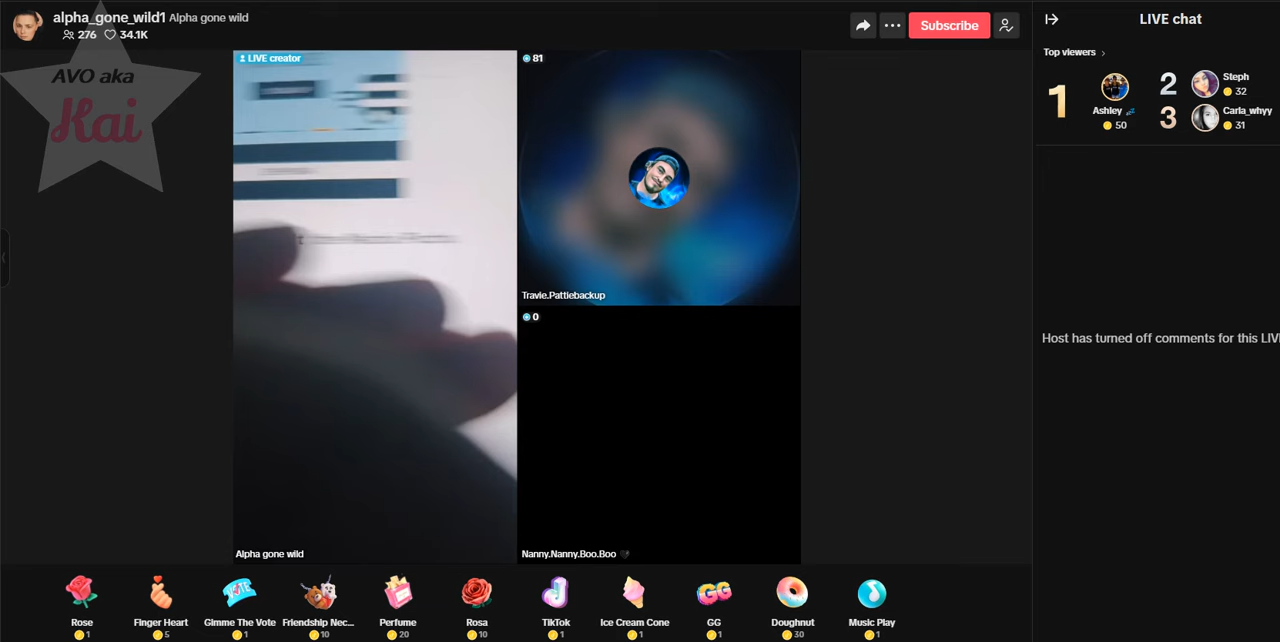 alpha_gone_wild1 Alpha gone wild
276 34.1K
AVO aka
Kai
Subscribe
LIVE chat
Top viewers
1
Ashley
50
2
Steph
32
3
Carla_whyy
31
LIVE creator
Alpha gone wild
81
Travie.Pattiebackup
0
Nanny.Nanny.Boo.Boo
Host has turned off comments for this LIV
Rose
1
Finger Heart
5
VOTE
Gimme The Vote
1
Friendship Nec...
10
Perfume
20
Rosa
10
TikTok
1
Ice Cream Cone
1
GG
GG
1
Doughnut
30
Music Play
1